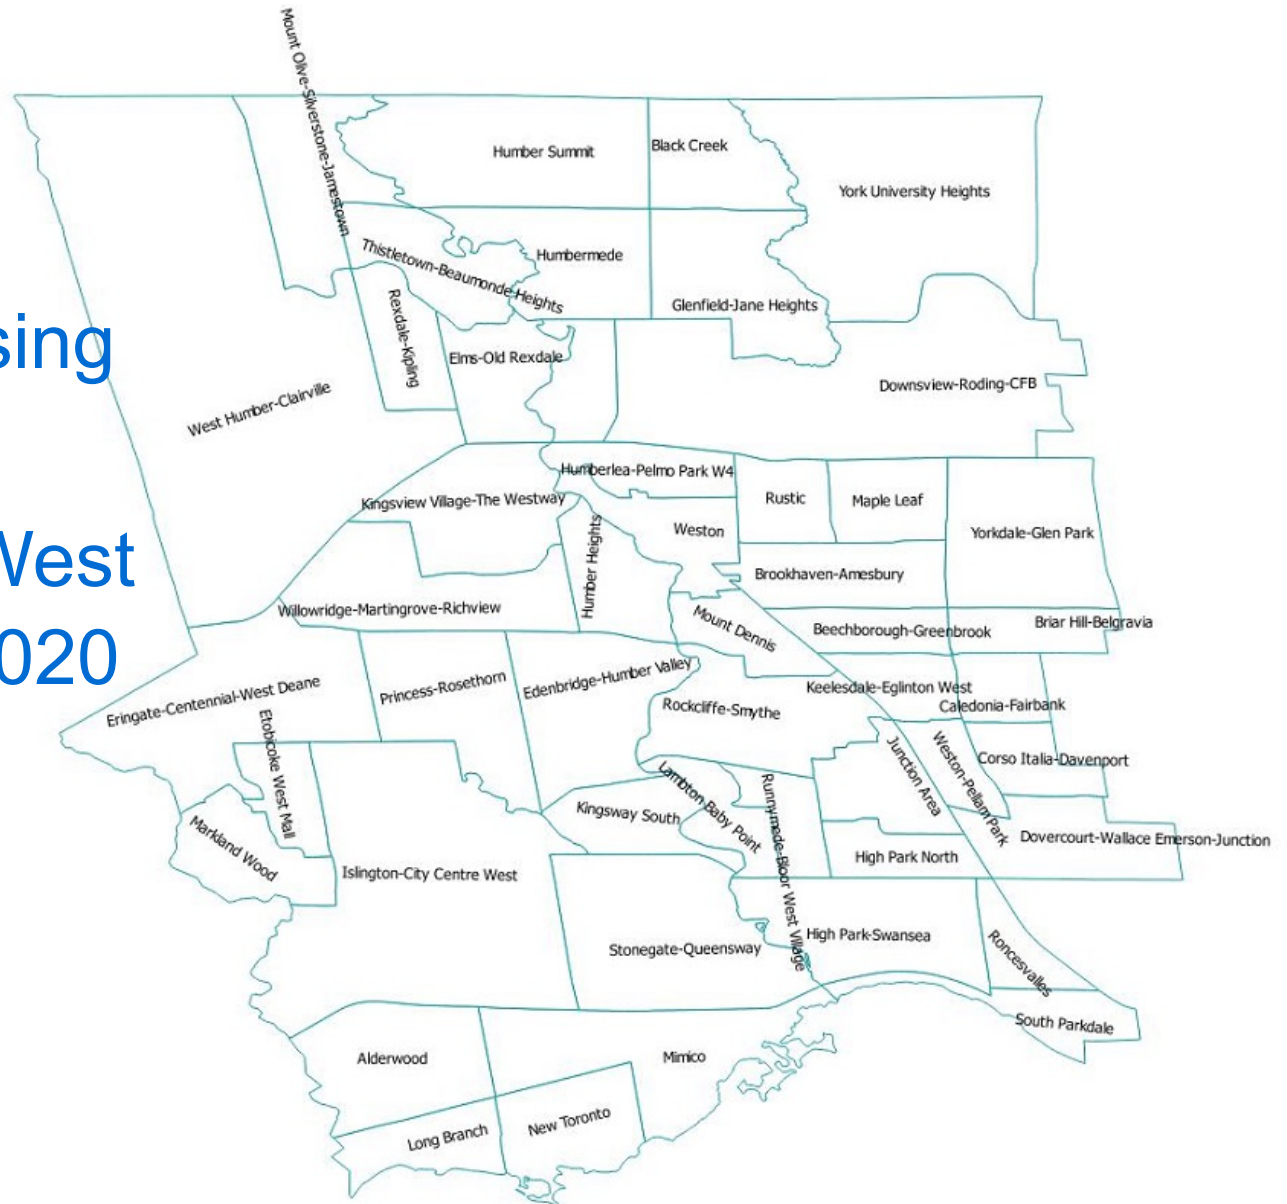 Mount Olive-Silverstone-Jamestown
Humber Summit
Black Creek
York University Heights
Thistletown-Beaumonde Heights
Humbermede
Glenfield-Jane Heights
sing
Rexdale-Kipling
Elms-Old Rexdale
Downsview-Roding-CFB
West Humber-Clairville
Humberlea-Pelmo Park W4
Kingsview Village-The Westway
Rustic
Maple Leaf
Weston
Yorkdale-Glen Park
West
Humber Heights
Brookhaven-Amesbury
Willowridge-Martingrove-Richview
Mount Dennis
Beechborough-Greenbrook
Briar Hill-Belgravia
020
Eringate-Centennial-West Deane
Princess-Rosethorn
Edenbridge-Humber Valley
Keelesdale-Eglinton West
Rockcliffe-Smythe
Caledonia-Fairbank
Etobicoke West Mall
Junction Area
Weston-Pellam Park
Corso Italia-Davenport
Lambton Baby Point
Runnymede-Bloor West Village
Kingsway South
Markland Wood
Dovercourt-Wallace Emerson-Junction
High Park North
Islington-City Centre West
Stonegate-Queensway
High Park-Swansea
Roncesvalles
South Parkdale
Alderwood
Mimico
Long Branch
New Toronto